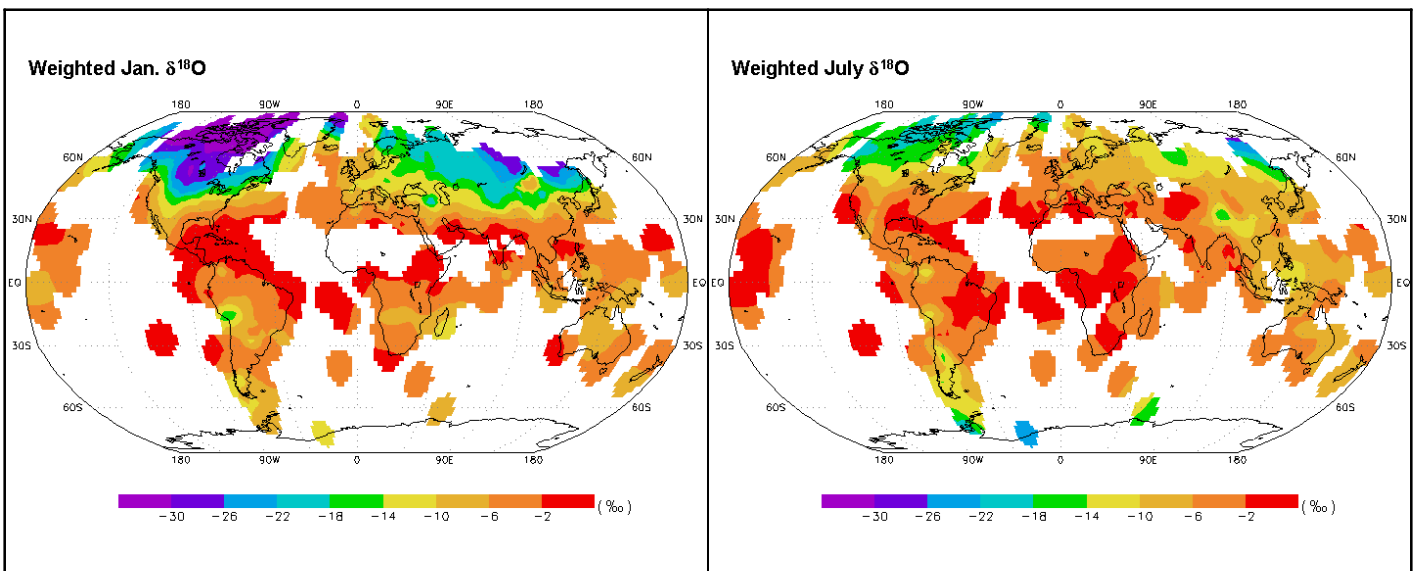 Weighted Jan. δ¹⁸O
180 90W 0 90E 180
60N 60N
30N 30N
EQ EQ
30S 30S
60S 60S
180 90W 0 90E 180
-30 -26 -22 -18 -14 -10 -6 -2 (‰)
Weighted July δ¹⁸O
180 90W 0 90E 180
60N 60N
30N 30N
EQ EQ
30S 30S
60S 60S
180 90W 0 90E 180
-30 -26 -22 -18 -14 -10 -6 -2 (‰)